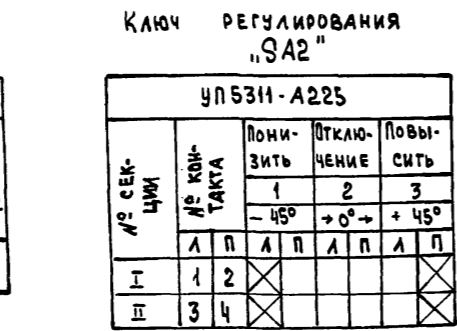 Ключ регулирования
„SA2"
УП5311-А225
№ сек-
ции
№ кон-
такта
Пони-
зить
Отклю-
чение
Повы-
сить
1 2 3
- 45° →0°→ + 45°
Л П Л П Л П Л П
I 1 2
II 3 4